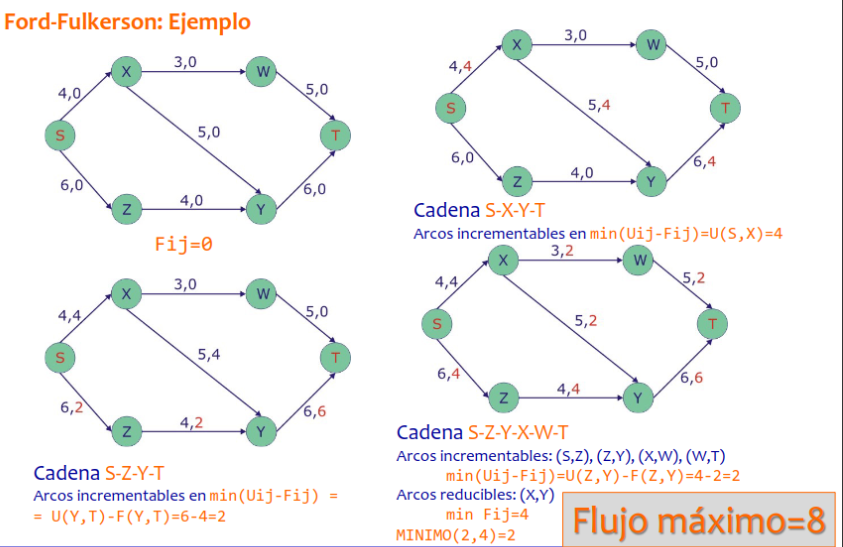 Ford-Fulkerson: Ejemplo
X
3,0
W
4,0
5,0
S
5,0
T
6,0
6,0
Z
4,0
Y
Fij=0
X
3,0
W
4,4
5,0
S
5,4
T
6,0
6,4
Z
4,0
Y
Cadena S-X-Y-T
Arcos incrementables en min(Uij-Fij)=U(S,X)=4
X
3,0
W
4,4
5,0
S
5,4
T
6,2
6,6
Z
4,2
Y
Cadena S-Z-Y-T
Arcos incrementables en min(Uij-Fij) =
= U(Y,T)-F(Y,T)=6-4=2
X
3,2
W
4,4
5,2
S
5,2
T
6,4
6,6
Z
4,4
Y
Cadena S-Z-Y-X-W-T
Arcos incrementables: (S,Z), (Z,Y), (X,W), (W,T)
min(Uij-Fij)=U(Z,Y)-F(Z,Y)=4-2=2
Arcos reducibles: (X,Y)
min Fij=4
MINIMO(2,4)=2
Flujo máximo=8